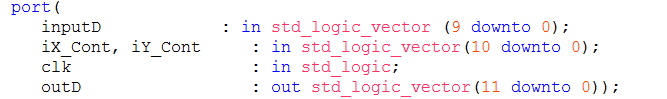 port(
inputD : in std_logic_vector (9 downto 0);
iX_Cont, iY_Cont : in std_logic_vector(10 downto 0);
clk : in std_logic;
outD : out std_logic_vector(11 downto 0));